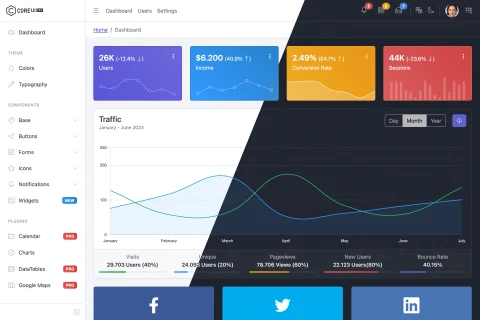 COREUI
Dashboard Users Settings
5 5 7
Dashboard
Home / Dashboard
THEME
Colors
Typography
COMPONENTS
Base
Buttons
Forms
Icons
Notifications
Widgets NEW
PLUGINS
Calendar PRO
Charts
DataTables PRO
Google Maps PRO
26K (-12.4% ↓)
Users
$6.200 (40.9% ↑)
Income
2.49% (84.7% ↑)
Conversion Rate
44K (-23.6% ↓)
Sessions
Traffic
January - June 2023
Day Month Year
250
200
100
0
January February March April May June July
Visits
29.703 Users (40%)
Unique
24.093 Users (20%)
Pageviews
78.706 Views (60%)
New Users
22.123 Users(80%)
Bounce Rate
40.15%